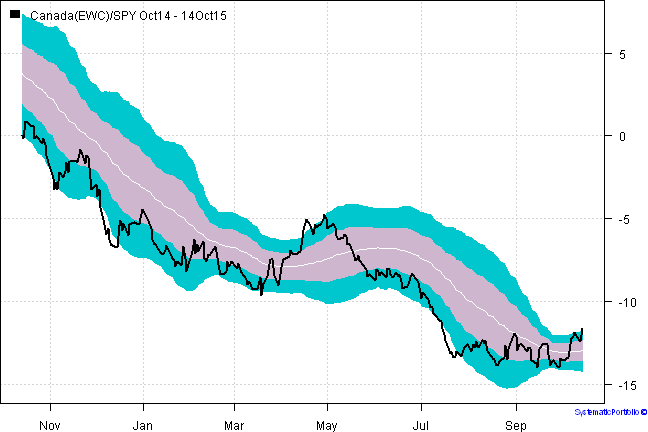 Canada(EWC)/SPY Oct14 - 14Oct15
5
0
-5
-10
-15
Nov Jan Mar May Jul Sep
SystematicPortfolio ©